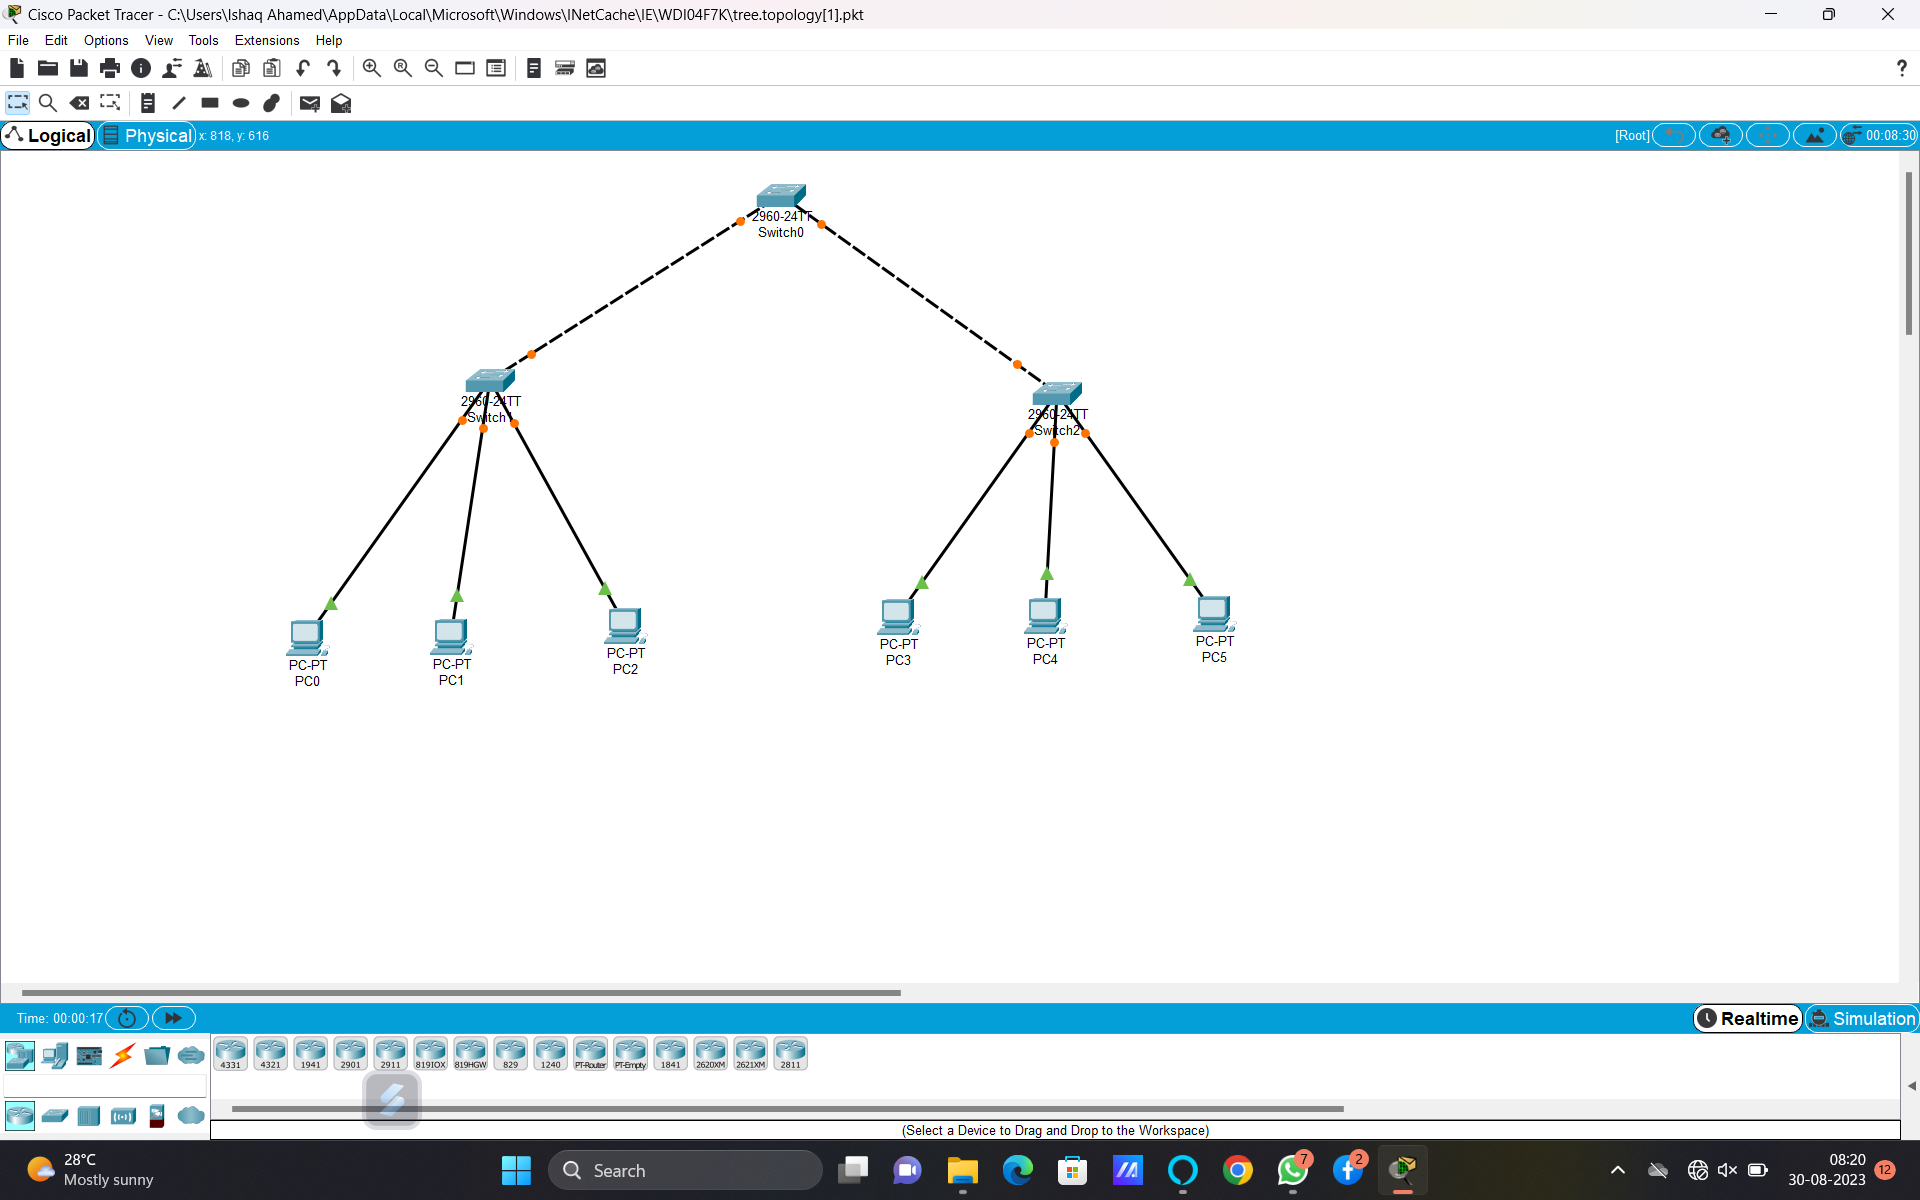 Cisco Packet Tracer - C:\Users\Ishaq Ahamed\AppData\Local\Microsoft\Windows\INetCache\IE\WDI04F7K\tree.topology[1].pkt
File Edit Options View Tools Extensions Help
?
Logical Physical x: 818, y: 616 [Root] 00:08:30
2960-24TT
Switch0
2960-24TT
Switch1
2960-24TT
Switch2
PC-PT
PC0
PC-PT
PC1
PC-PT
PC2
PC-PT
PC3
PC-PT
PC4
PC-PT
PC5
Time: 00:00:17 Realtime Simulation
4331 4321 1941 2901 2911 819IOX 819HGW 829 1240 PT-Router PT-Empty 1841 2620XM 2621XM 2811
(Select a Device to Drag and Drop to the Workspace)
28°C
Mostly sunny
Search
7
2
08:20
30-08-2023
12